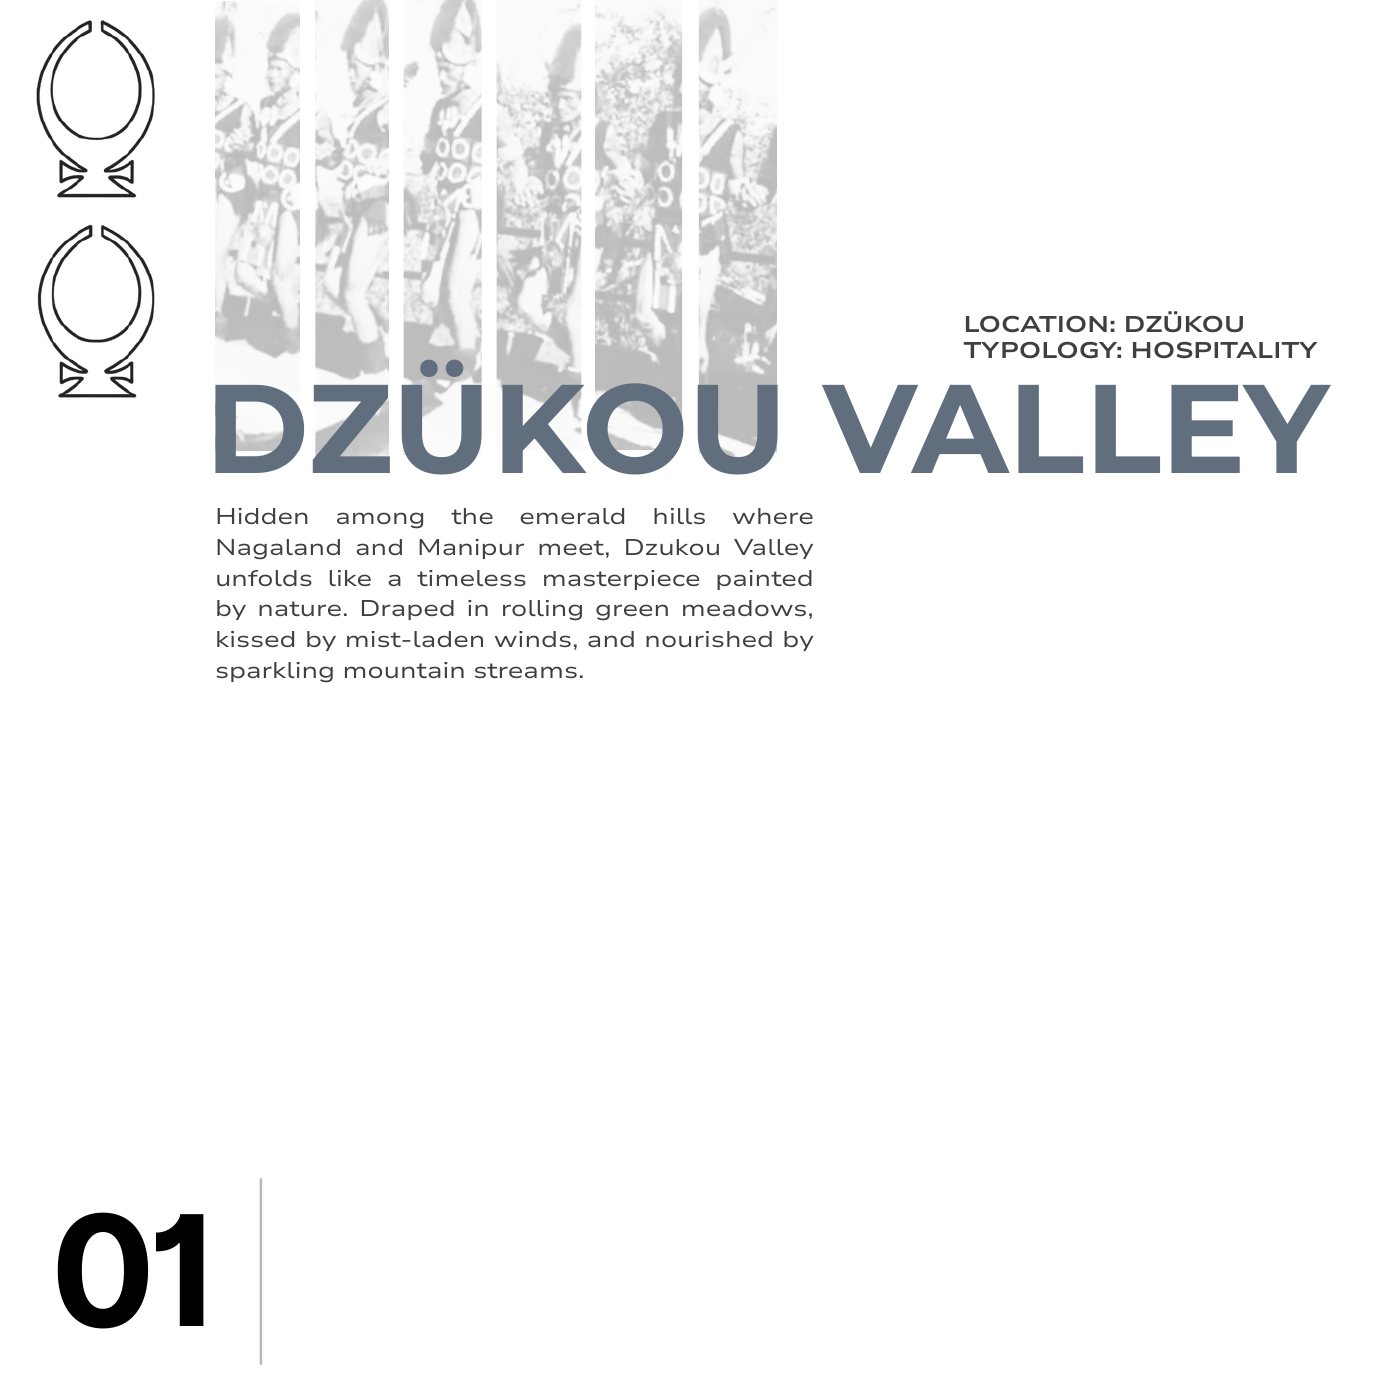 LOCATION: DZÜKOU
TYPOLOGY: HOSPITALITY
DZÜKOU VALLEY
Hidden among the emerald hills where
Nagaland and Manipur meet, Dzukou Valley
unfolds like a timeless masterpiece painted
by nature. Draped in rolling green meadows,
kissed by mist-laden winds, and nourished by
sparkling mountain streams.
01